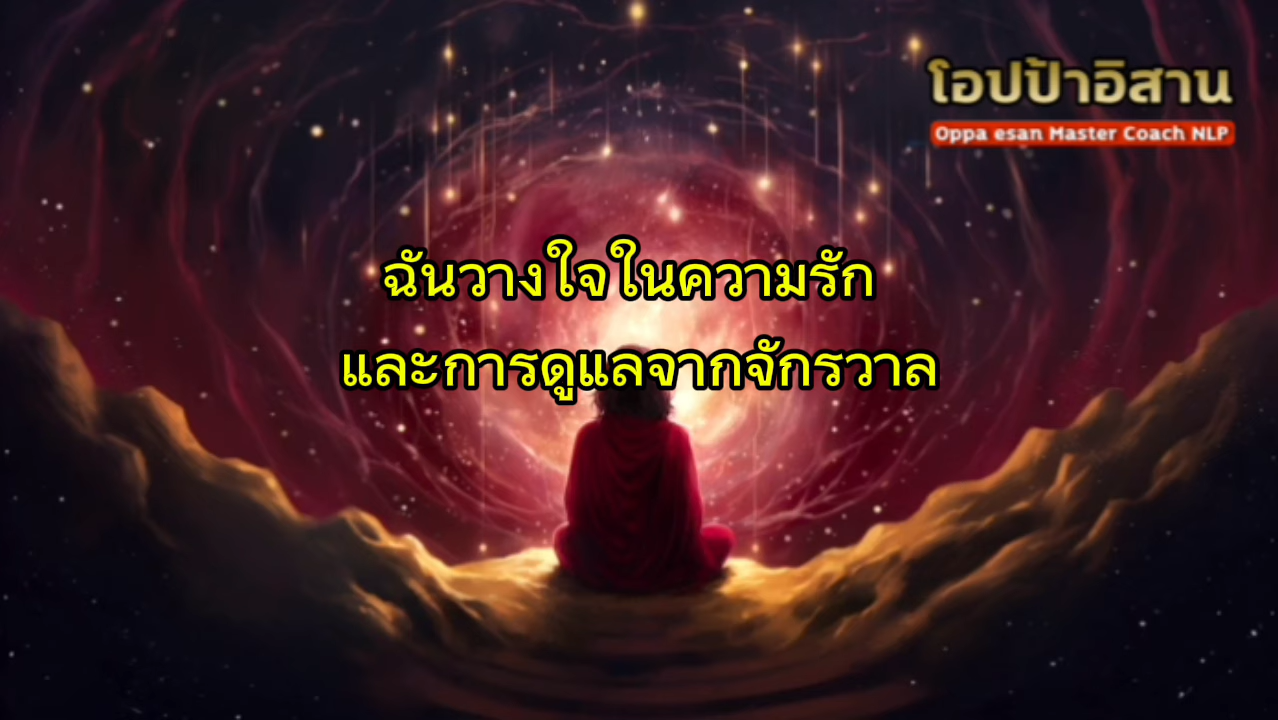 โอปป้าอิสาน
Oppa esan Master Coach NLP
ฉันวางใจในความรัก
และการดูแลจากจักรวาล